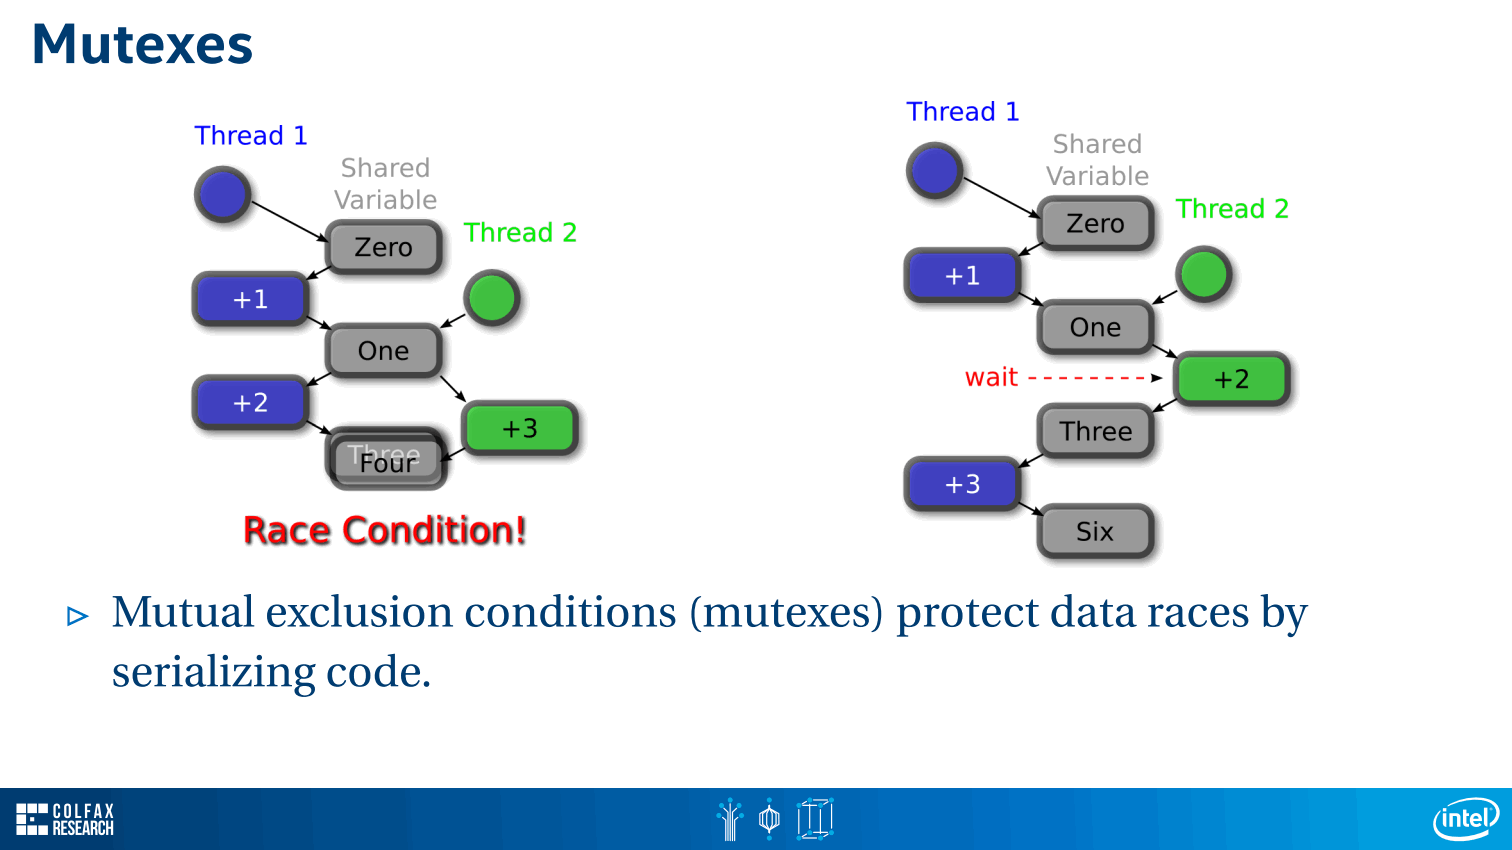 Mutexes
Thread 1
Shared
Variable
Zero
Thread 2
+1
One
+2
+3
Three
Four
Race Condition!
Thread 1
Shared
Variable
Zero
Thread 2
+1
One
wait
+2
Three
+3
Six
Mutual exclusion conditions (mutexes) protect data races by
serializing code.
COLFAX
RESEARCH
intel